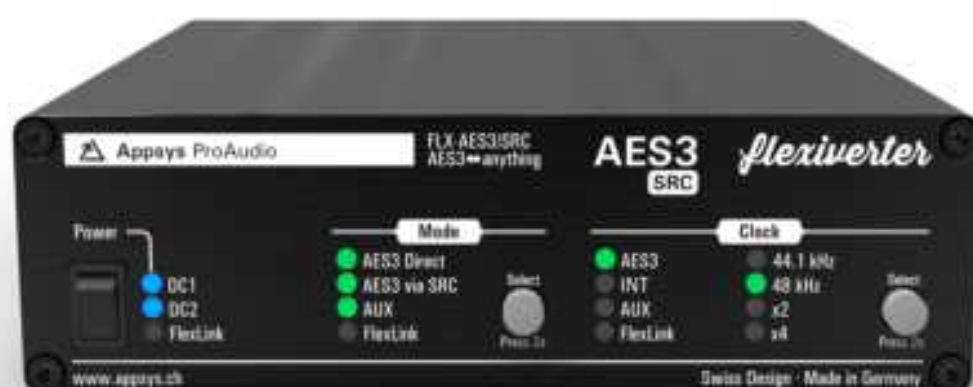 Appsys ProAudio
FLX-AES3/SRC
AES3⬌anything
AES3
SRC
flexiverter
Power
DC1
DC2
FlexLink
Mode
AES3 Direct
AES3 via SRC
AUX
FlexLink
Select
Press 2s
Clock
AES3
INT
AUX
FlexLink
44.1 kHz
48 kHz
x2
x4
Select
Press 2s
www.appsys.ch
Swiss Design · Made in Germany